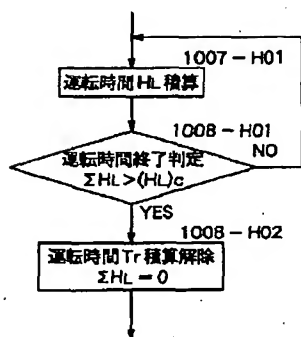 1007-H01
運転時間HL積算
1008-H01
運転時間終了判定
ΣHL>(HL)c
NO
YES
1008-H02
運転時間Tr積算解除
ΣHL=0